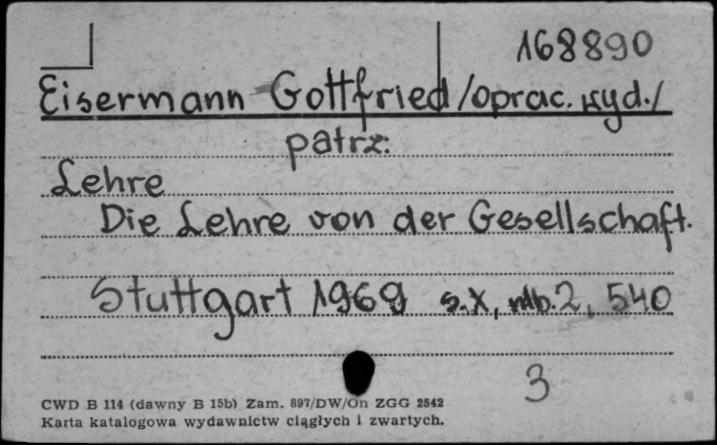 168890
Eisermann Gottfried /oprac. wyd./
patrz:
Lehre
Die Lehre von der Gesellschaft.
Stuttgart 1969 s.X, nlb.2, 540
3
CWD B 114 (dawny B 15b) Zam. 897/DW/On ZGG 2542
Karta katalogowa wydawnictw ciągłych i zwartych.